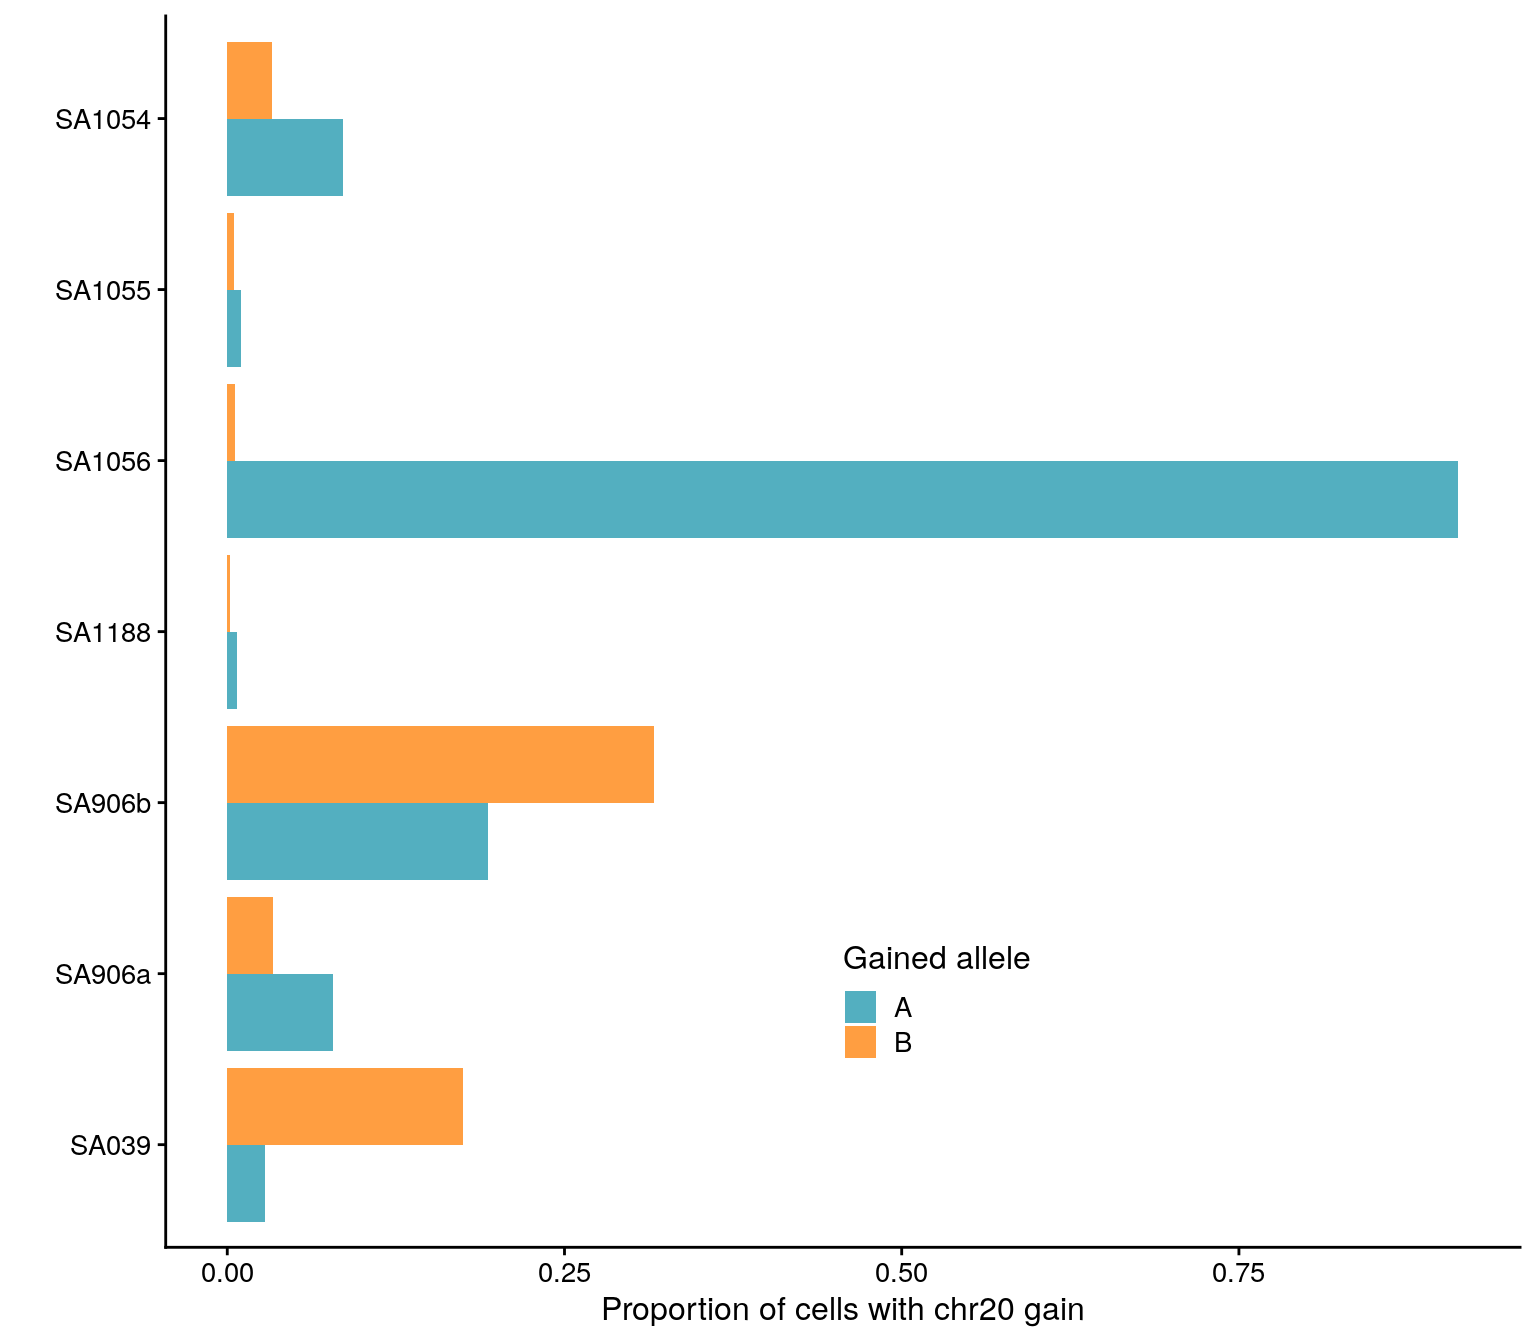 SA1054
SA1055
SA1056
SA1188
SA906b
SA906a
SA039
Gained allele
A
B
0.00 0.25 0.50 0.75
Proportion of cells with chr20 gain